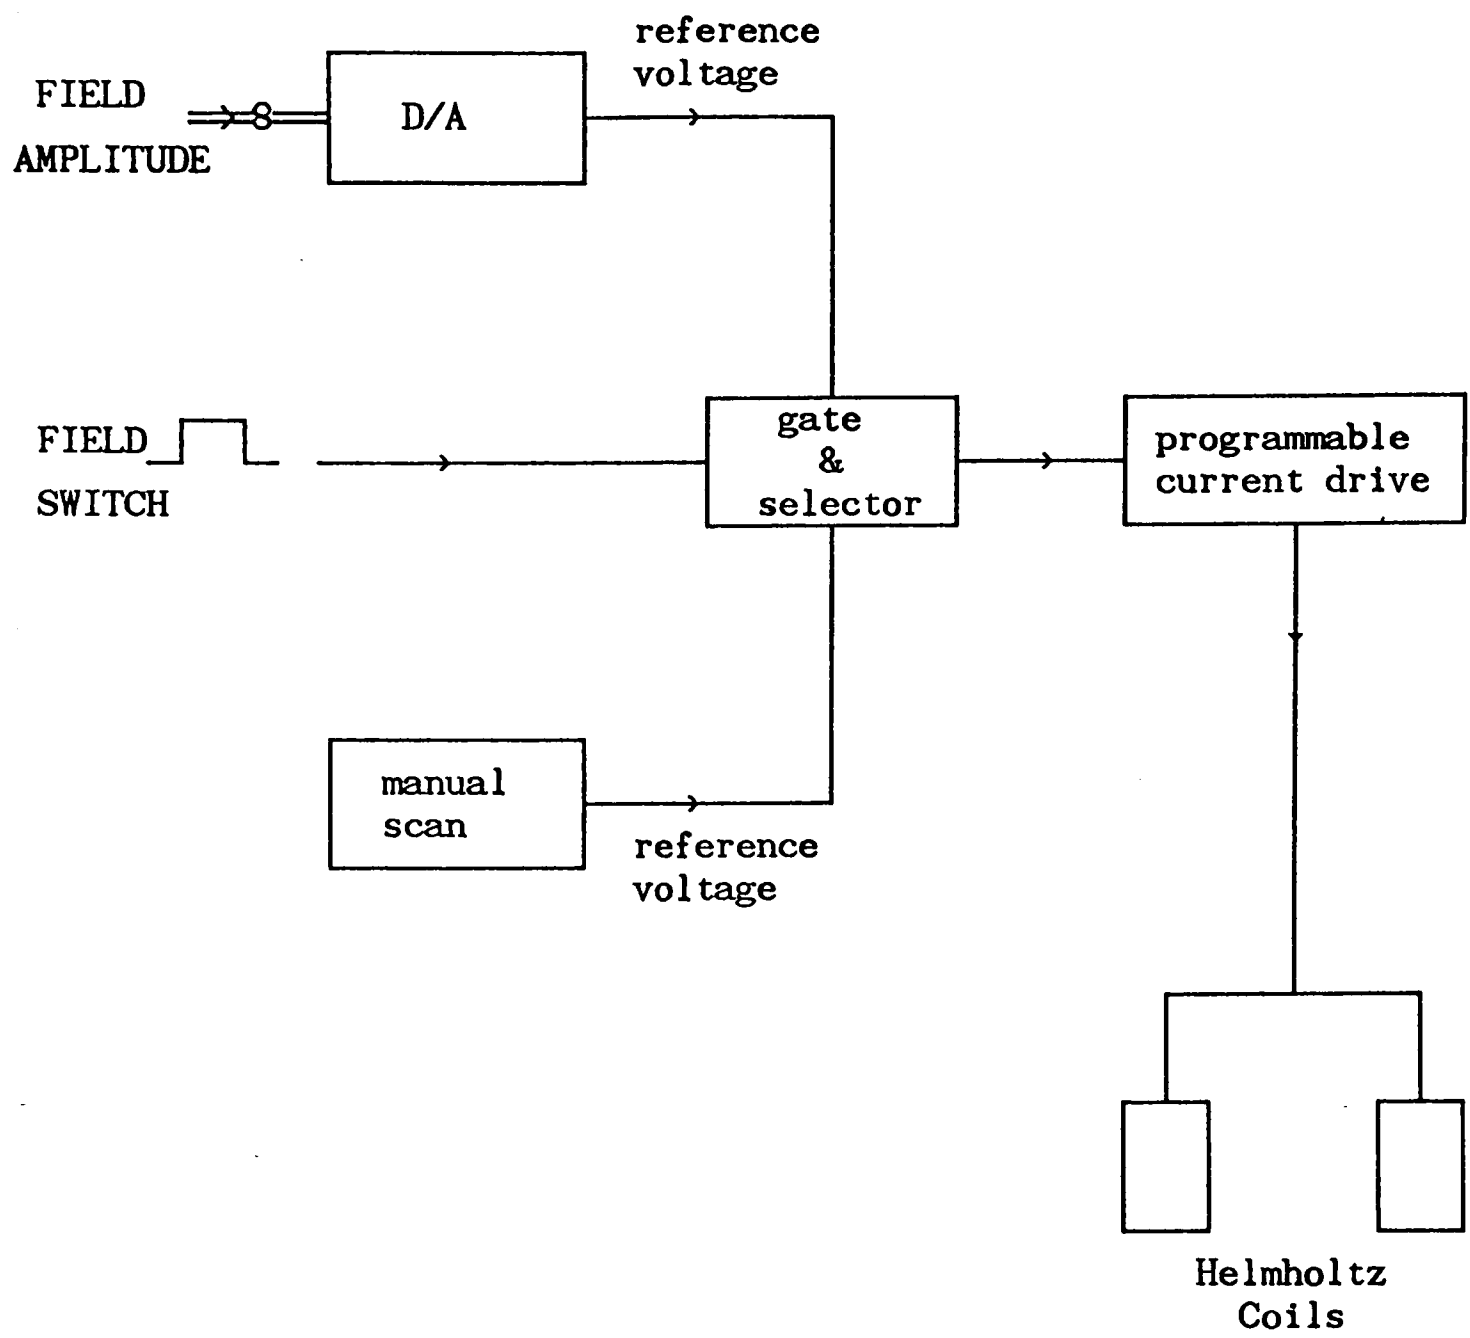 reference
voltage
FIELD
AMPLITUDE
8
D/A
gate
&
selector
programmable
current drive
FIELD
SWITCH
manual
scan
reference
voltage
Helmholtz
Coils